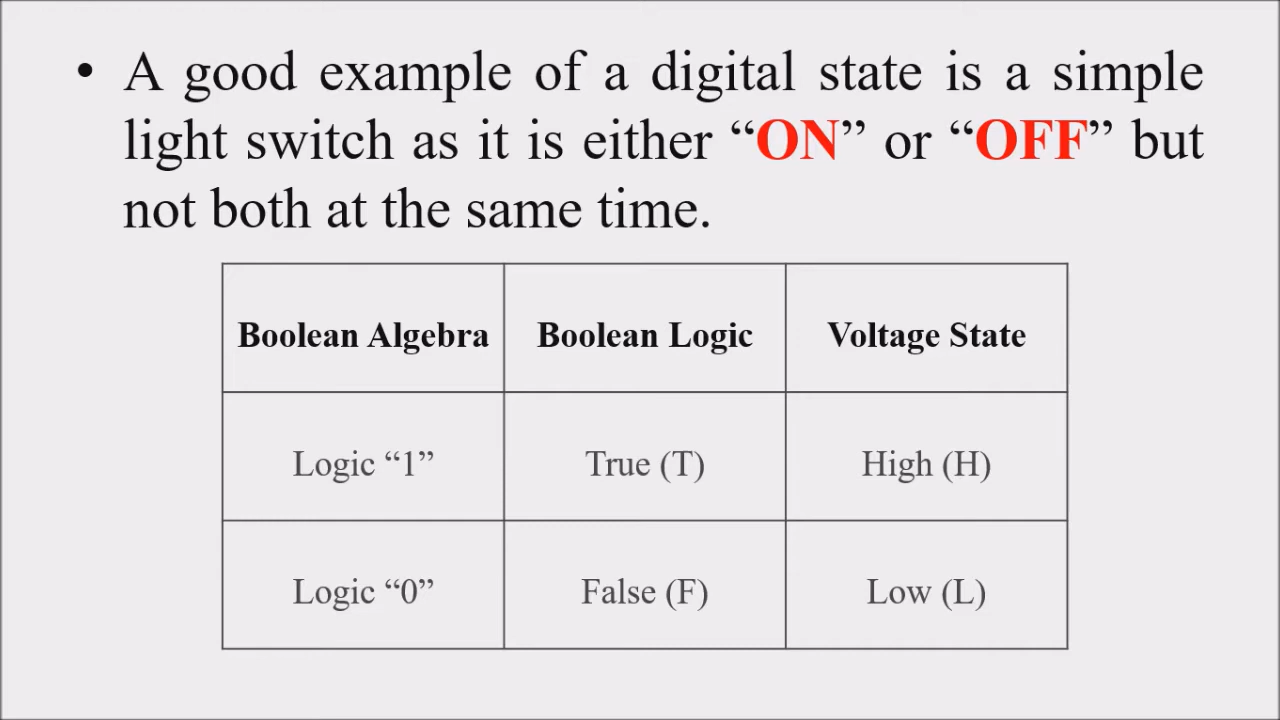 • A good example of a digital state is a simple
light switch as it is either “ON” or “OFF” but
not both at the same time.
Boolean Algebra Boolean Logic Voltage State
Logic “1” True (T) High (H)
Logic “0” False (F) Low (L)